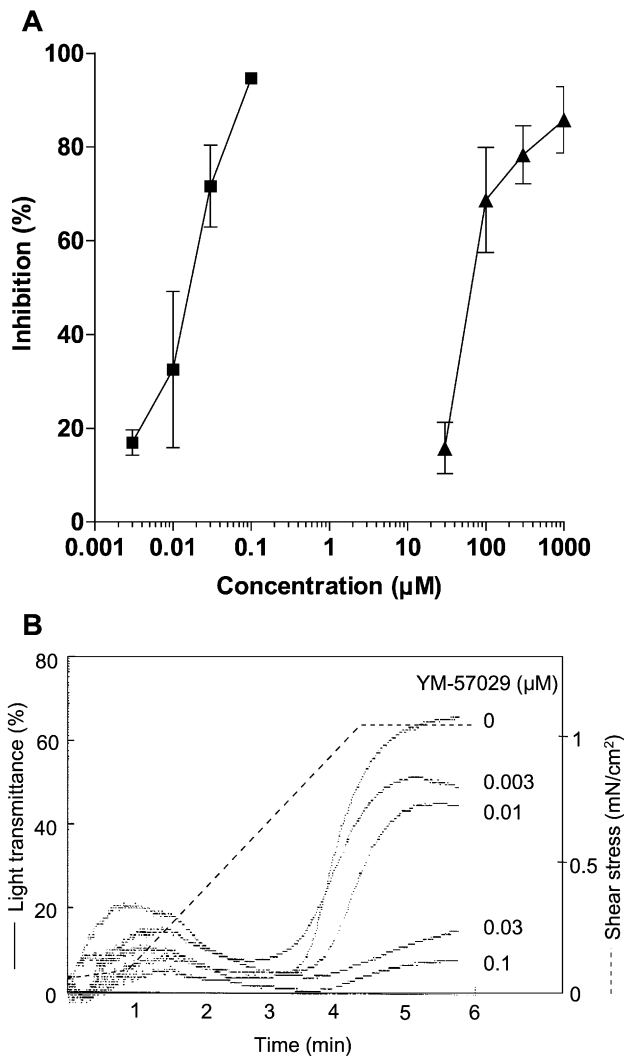 A
100
80
60
40
20
0
Inhibition (%)
0.001 0.01 0.1 1 10 100 1000
Concentration (μM)
B
80
60
40
20
0
Light transmittance (%)
YM-57029 (μM)
0
0.003
0.01
0.03
0.1
1
0.5
0
Shear stress (mN/cm²)
1 2 3 4 5 6
Time (min)